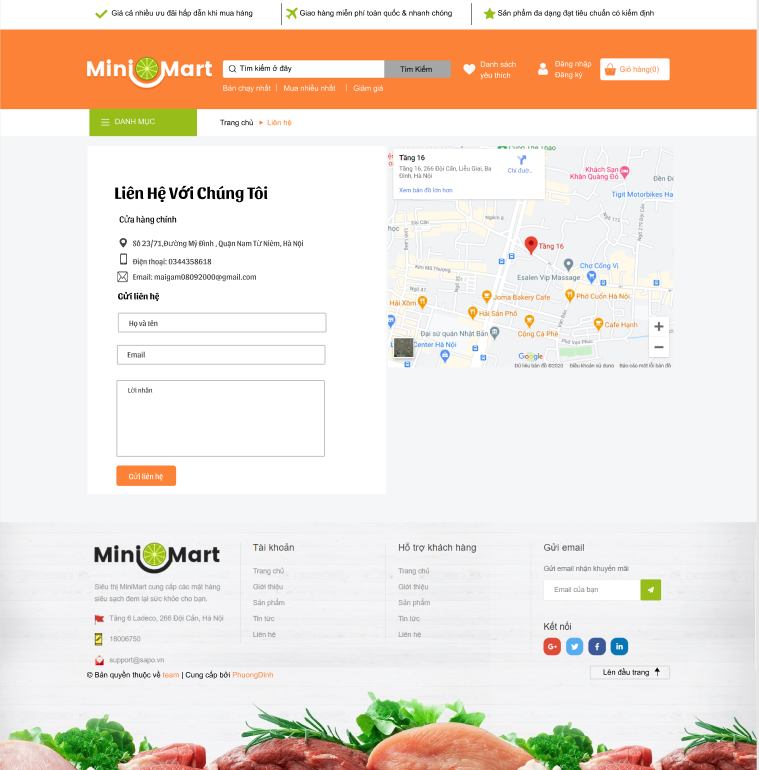 Giá cả nhiều ưu đãi hấp dẫn khi mua hàng
Giao hàng miễn phí toàn quốc & nhanh chóng
Sản phẩm đa dạng đạt tiêu chuẩn có kiểm định
Mini Mart
Tìm kiếm ở đây
Tìm Kiếm
Danh sách
yêu thích
Đăng nhập
Đăng ký
Giỏ hàng(0)
Bán chạy nhất
Mua nhiều nhất
Giảm giá
DANH MỤC
Trang chủ
Liên hệ
Liên Hệ Với Chúng Tôi
Cửa hàng chính
Số 23/71,Đường Mỹ Đình , Quận Nam Từ Niêm, Hà Nội
Điện thoại: 0344358618
Email: maigam08092000@gmail.com
Gửi liên hệ
Họ và tên
Email
Lời nhắn
Gửi liên hệ
Tầng 16
Tầng 16, 266 Đội Cấn, Liễu Giai, Ba
Đình, Hà Nội
Chỉ đườ...
Xem bản đồ lớn hơn
Khách Sạn
Khăn Quàng Đỏ
Tigit Motorbikes Ha
Tầng 16
Chợ Cống Vị
Esalen Vip Massage
Joma Bakery Cafe
Phở Cuốn Hà Nội
Hải Xồm
Hải Sản Phố
Cộng Cà Phê
Cafe Hạnh
Đại sứ quán Nhật Bản
Center Hà Nội
Google
Dữ liệu bản đồ ©2020
Điều khoản sử dụng
Báo cáo một lỗi bản đồ
Mini Mart
Siêu thị MiniMart cung cấp các mặt hàng
siêu sạch đem lại sức khỏe cho bạn.
Tầng 6 Ladeco, 266 Đội Cấn, Hà Nội
18006750
support@sapo.vn
Tài khoản
Trang chủ
Giới thiệu
Sản phẩm
Tin tức
Liên hệ
Hỗ trợ khách hàng
Trang chủ
Giới thiệu
Sản phẩm
Tin tức
Liên hệ
Gửi email
Gửi email nhận khuyến mãi
Email của bạn
Kết nối
G+
f
in
© Bản quyền thuộc về team | Cung cấp bởi PhuongDinh
Lên đầu trang